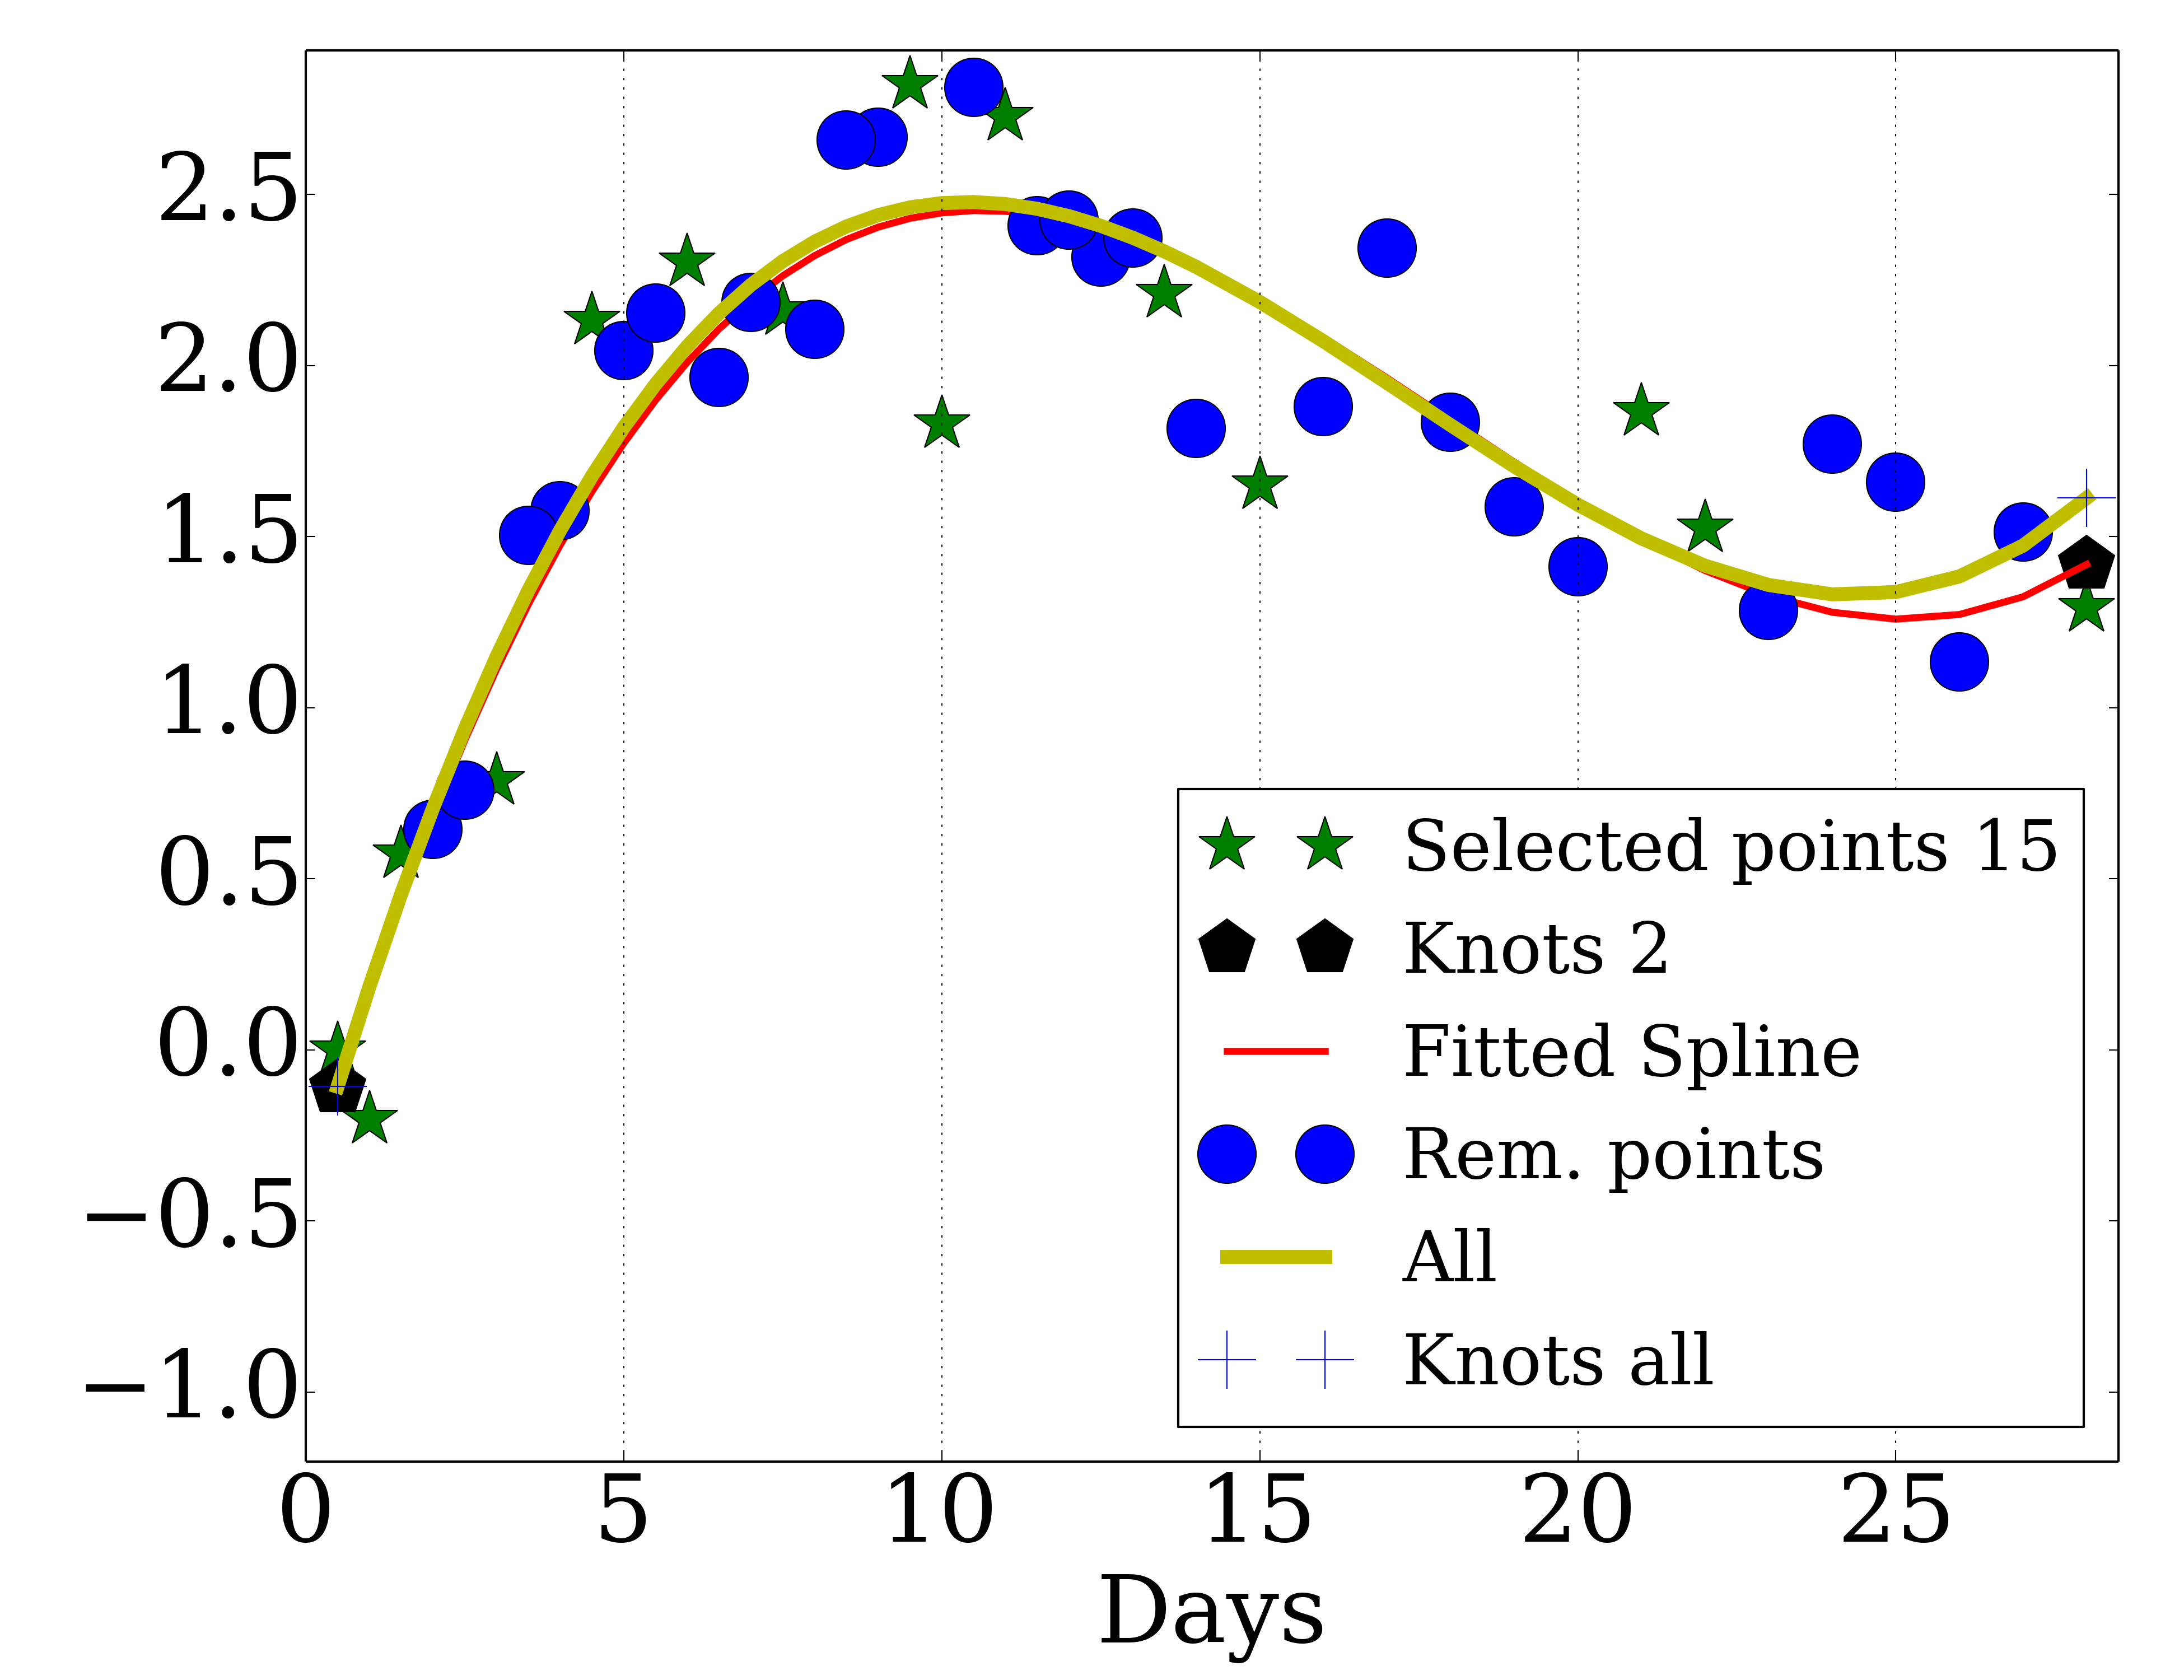 2.5
2.0
1.5
1.0
0.5
0.0
−0.5
−1.0
Selected points 15
Knots 2
Fitted Spline
Rem. points
All
Knots all
0 5 10 15 20 25
Days